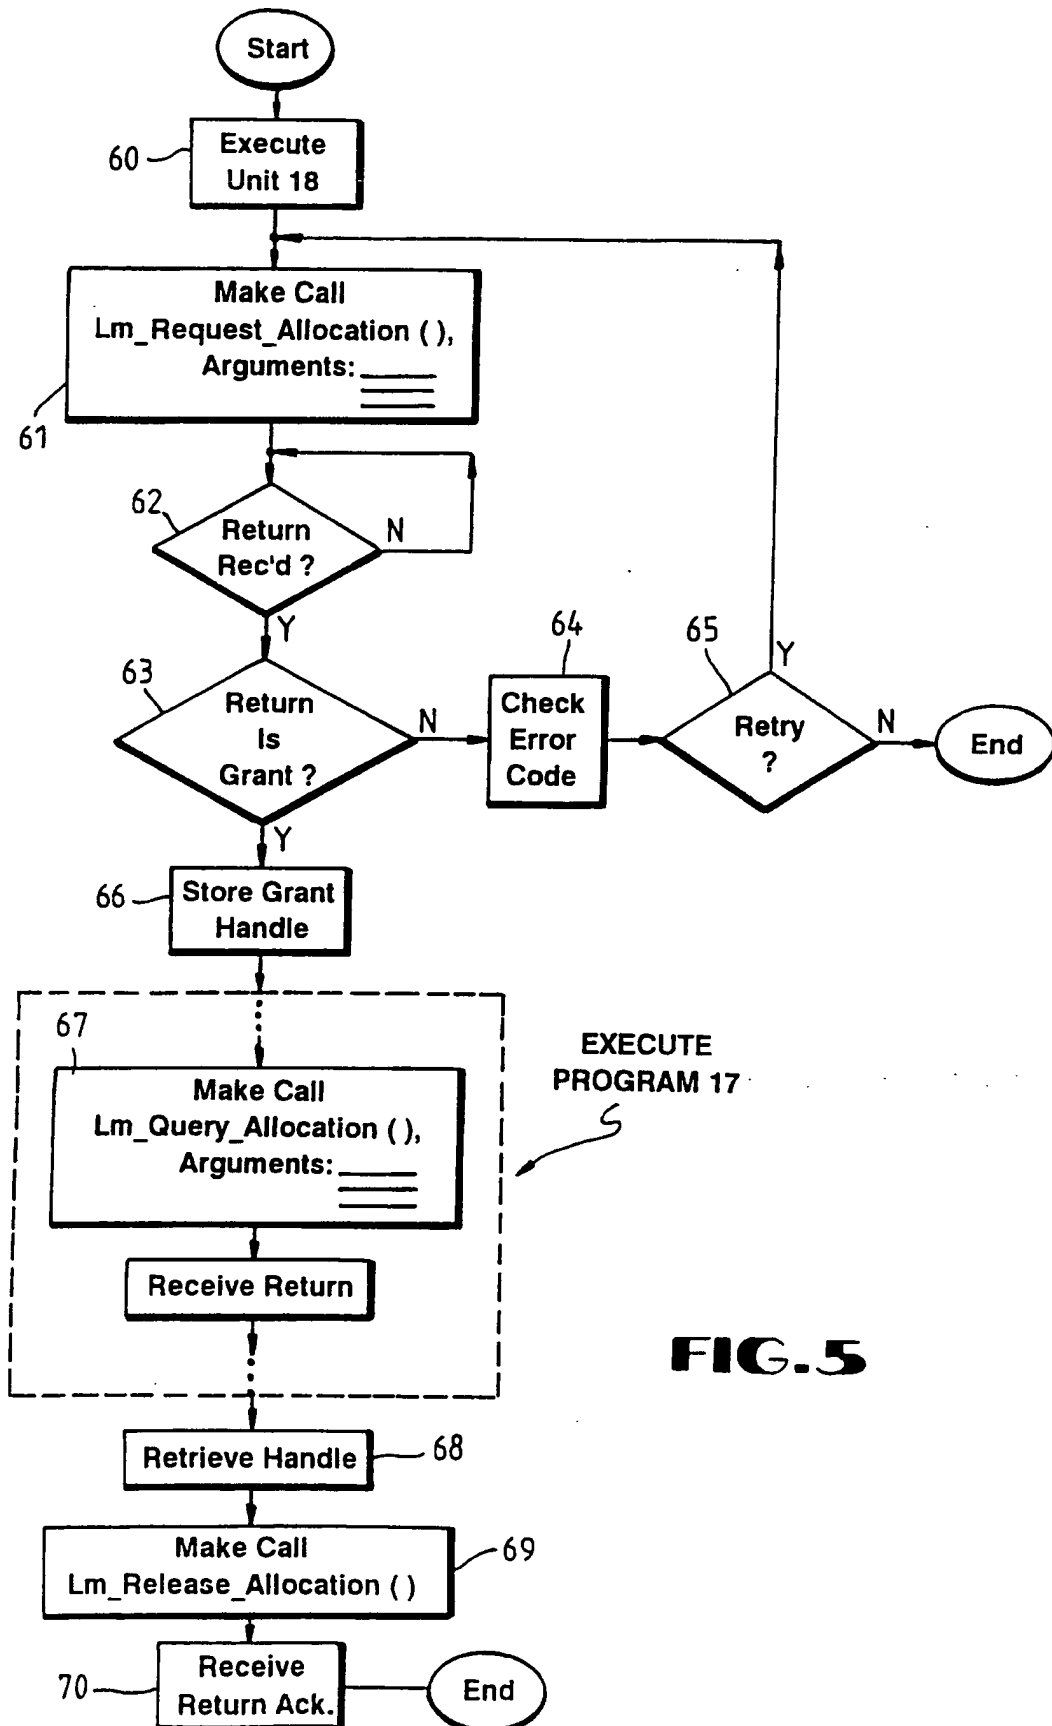 Start
60
Execute
Unit 18
Make Call
Lm_Request_Allocation ( ),
Arguments:
61
62
Return
Rec'd ?
N
Y
63
Return
Is
Grant ?
N
Y
64
Check
Error
Code
65
Retry
?
Y
N
End
66
Store Grant
Handle
67
Make Call
Lm_Query_Allocation ( ),
Arguments:
Receive Return
EXECUTE
PROGRAM 17
FIG. 5
Retrieve Handle
68
Make Call
Lm_Release_Allocation ( )
69
70
Receive
Return Ack.
End